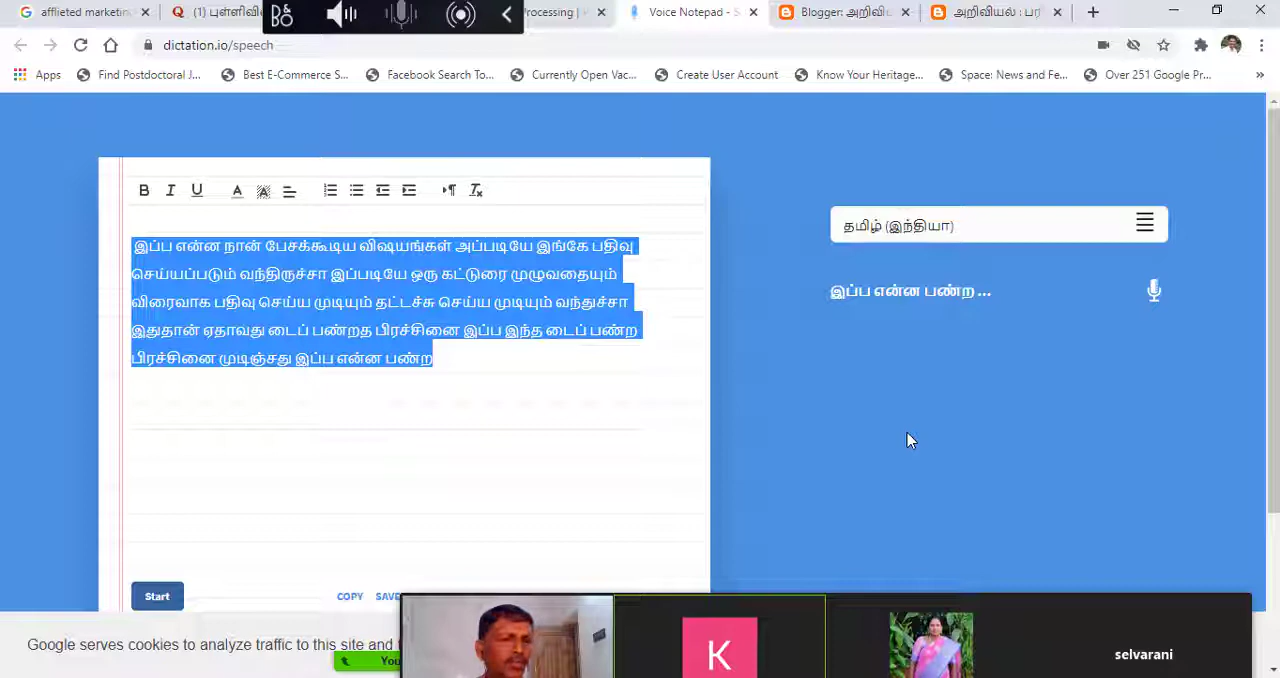 afflieted marketin
(1) புள்ளிவி
Processing |
Voice Notepad - S
Blogger: அறிவிய
அறிவியல் : பர
dictation.io/speech
Apps
Find Postdoctoral J...
Best E-Commerce S...
Facebook Search To...
Currently Open Vac...
Create User Account
Know Your Heritage...
Space: News and Fe...
Over 251 Google Pr...
»
B I U
தமிழ் (இந்தியா)
இப்ப என்ன நான் பேசக்கூடிய விஷயங்கள் அப்படியே இங்கே பதிவு
செய்யப்படும் வந்திருச்சா இப்படியே ஒரு கட்டுரை முழுவதையும்
விரைவாக பதிவு செய்ய முடியும் தட்டச்சு செய்ய முடியும் வந்துச்சா
இதுதான் ஏதாவது டைப் பண்றத பிரச்சினை இப்ப இந்த டைப் பண்ற
பிரச்சினை முடிஞ்சது இப்ப என்ன பண்ற
இப்ப என்ன பண்ற ...
Start
COPY
SAVE
Google serves cookies to analyze traffic to this site and
You
K
selvarani